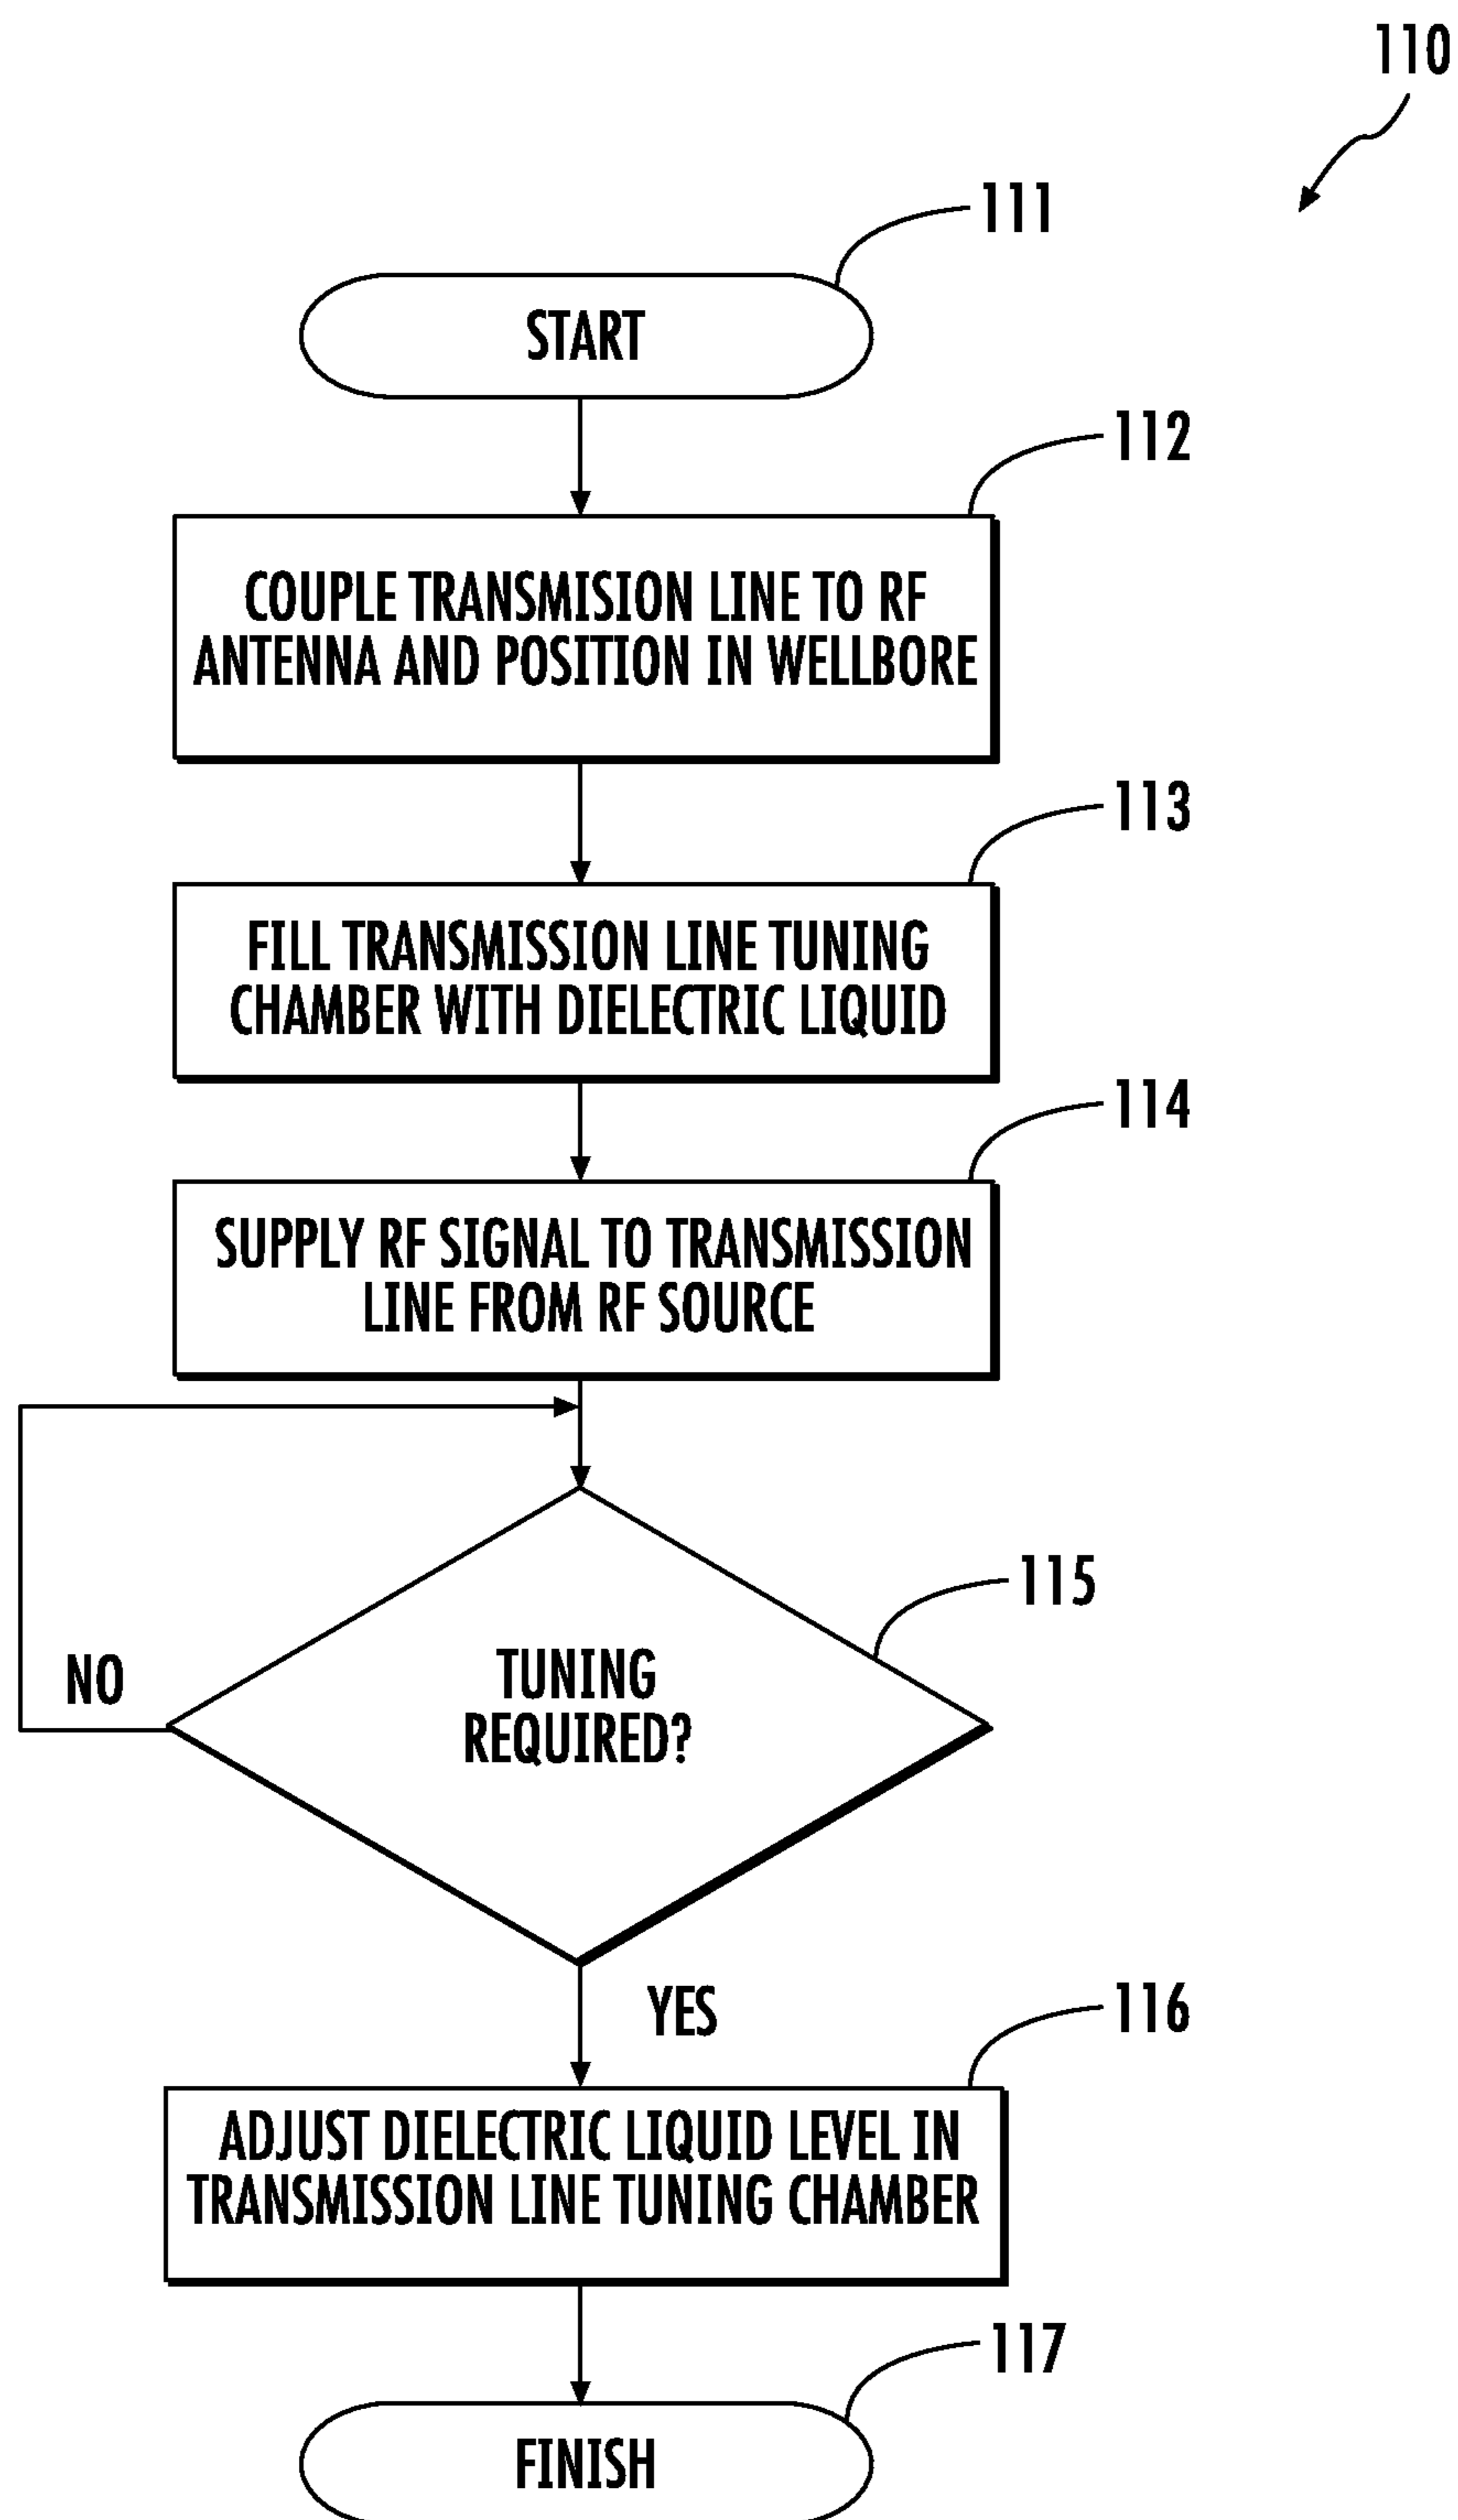 110
111
START
112
COUPLE TRANSMISION LINE TO RF
ANTENNA AND POSITION IN WELLBORE
113
FILL TRANSMISSION LINE TUNING
CHAMBER WITH DIELECTRIC LIQUID
114
SUPPLY RF SIGNAL TO TRANSMISSION
LINE FROM RF SOURCE
115
TUNING
REQUIRED?
NO
YES
116
ADJUST DIELECTRIC LIQUID LEVEL IN
TRANSMISSION LINE TUNING CHAMBER
117
FINISH